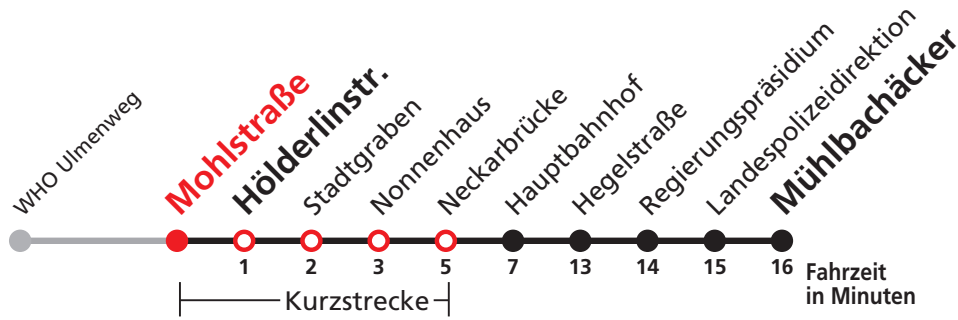 WHO Ulmenweg
Mohlstraße
Hölderlinstr.
Stadtgraben
Nonnenhaus
Neckarbrücke
Hauptbahnhof
Hegelstraße
Regierungspräsidium
Landespolizeidirektion
Mühlbachäcker
1 2 3 5 7 13 14 15 16 Fahrzeit
in Minuten
Kurzstrecke